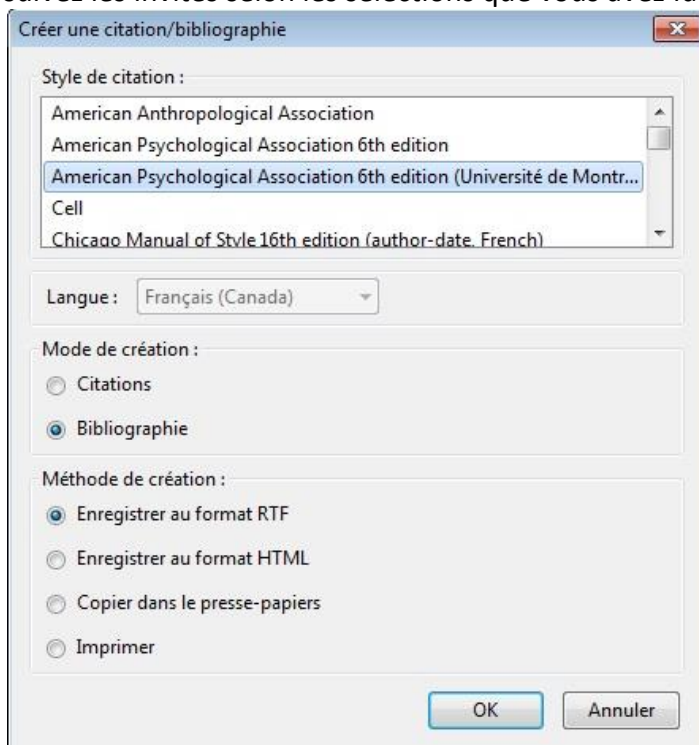 Créer une citation/bibliographie
Style de citation :
American Anthropological Association
American Psychological Association 6th edition
American Psychological Association 6th edition (Université de Montr...
Cell
Chicago Manual of Style 16th edition (author-date, French)
Langue : Français (Canada)
Mode de création :
Citations
Bibliographie
Méthode de création :
Enregistrer au format RTF
Enregistrer au format HTML
Copier dans le presse-papiers
Imprimer
OK Annuler